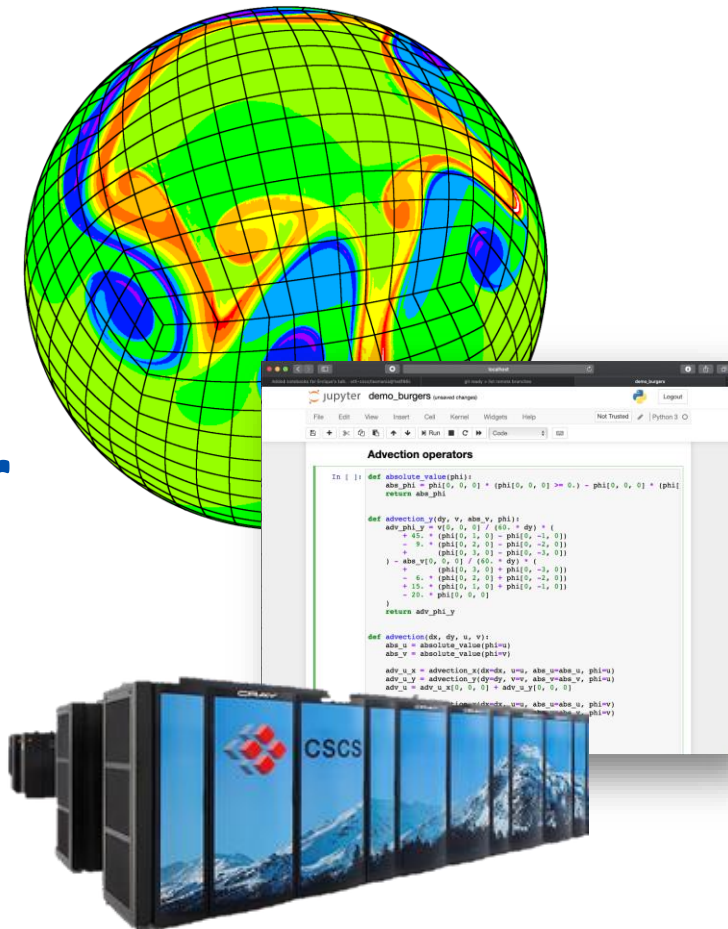 localhost
demo_burgers
jupyter demo_burgers (unsaved changes)
Logout
File Edit View Insert Cell Kernel Widgets Help
Not Trusted
Python 3
Run
Code
Advection operators
In [ ]: def absolute_value(phi):
abs_phi = phi[0, 0, 0] * (phi[0, 0, 0] >= 0.) - phi[0, 0, 0] * (phi[
return abs_phi
def advection_y(dy, v, abs_v, phi):
adv_phi_y = v[0, 0, 0] / (60. * dy) * (
+ 45. * (phi[0, 1, 0] - phi[0, -1, 0])
- 9. * (phi[0, 2, 0] - phi[0, -2, 0])
+ (phi[0, 3, 0] - phi[0, -3, 0])
) - abs_v[0, 0, 0] / (60. * dy) * (
+ (phi[0, 3, 0] + phi[0, -3, 0])
- 6. * (phi[0, 2, 0] + phi[0, -2, 0])
+ 15. * (phi[0, 1, 0] + phi[0, -1, 0])
- 20. * phi[0, 0, 0]
)
return adv_phi_y
def advection(dx, dy, u, v):
abs_u = absolute_value(phi=u)
abs_v = absolute_value(phi=v)
adv_u_x = advection_x(dx=dx, u=u, abs_u=abs_u, phi=u)
adv_u_y = advection_y(dy=dy, v=v, abs_v=abs_v, phi=u)
adv_u = adv_u_x[0, 0, 0] + adv_u_y[0, 0, 0]
abs_u=abs_u, phi=v)
phi=v)
CRAY
CSCS